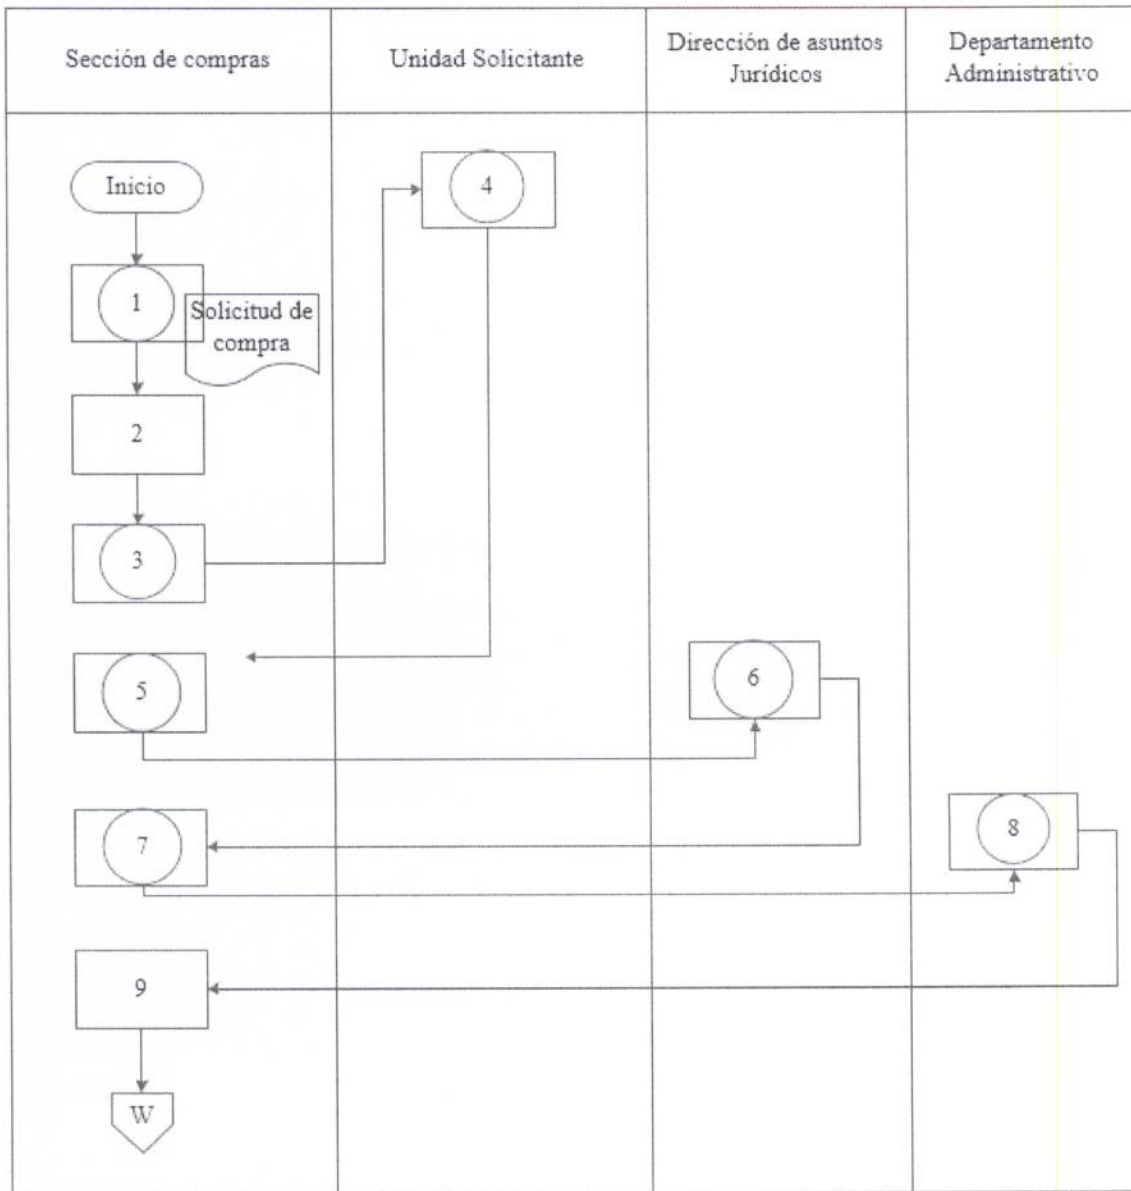 Sección de compras
Unidad Solicitante
Dirección de asuntos
Jurídicos
Departamento
Administrativo
Inicio
4
1
Solicitud de
compra
2
3
5
6
7
8
9
W